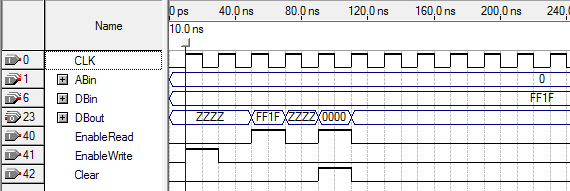 Name
0 ps
40.0 ns
80.0 ns
120.0 ns
160.0 ns
200.0 ns
240.0
10.0 ns
0 CLK
1 ABin 0
6 DBin FF1F
23 DBout ZZZZ FF1F ZZZZ 0000
40 EnableRead
41 EnableWrite
42 Clear